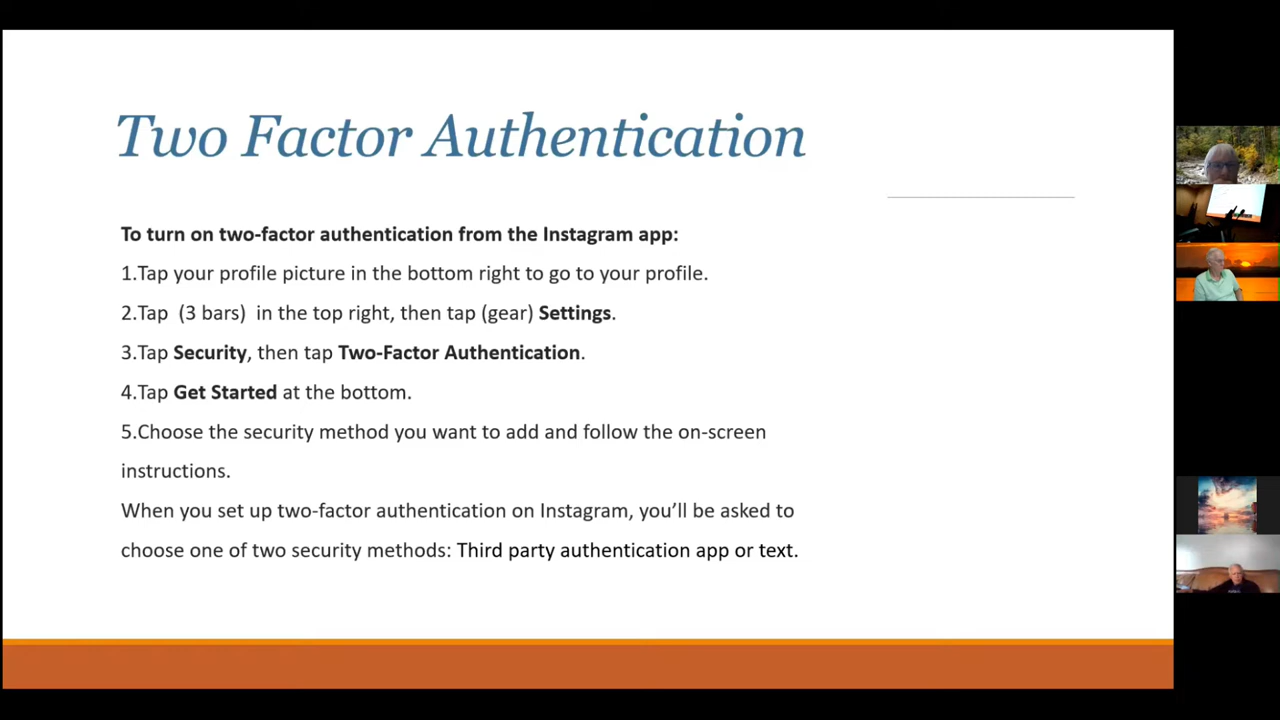 Two Factor Authentication
To turn on two-factor authentication from the Instagram app:
1.Tap your profile picture in the bottom right to go to your profile.
2.Tap  (3 bars)  in the top right, then tap (gear) Settings.
3.Tap Security, then tap Two-Factor Authentication.
4.Tap Get Started at the bottom.
5.Choose the security method you want to add and follow the on-screen
instructions.
When you set up two-factor authentication on Instagram, you’ll be asked to
choose one of two security methods: Third party authentication app or text.